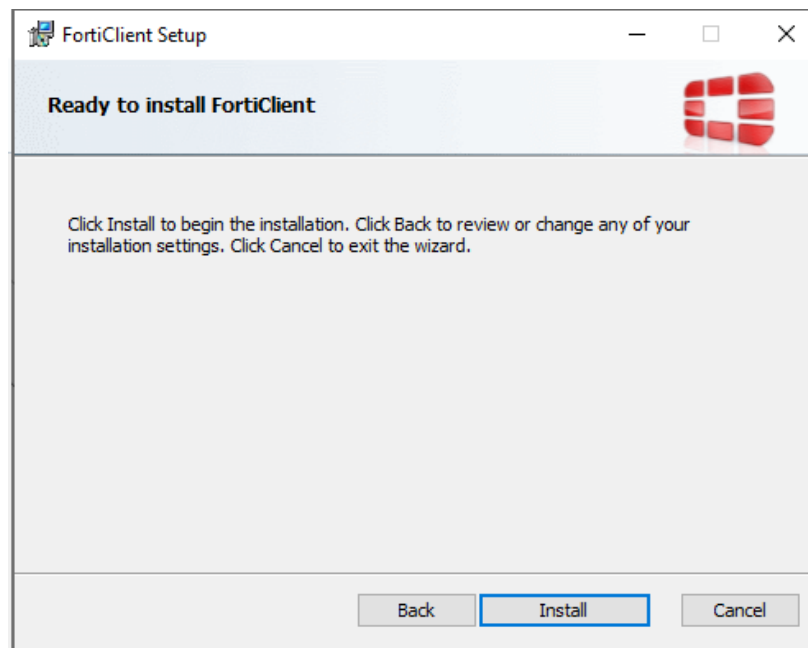 FortiClient Setup
Ready to install FortiClient
Click Install to begin the installation. Click Back to review or change any of your
installation settings. Click Cancel to exit the wizard.
Back
Install
Cancel